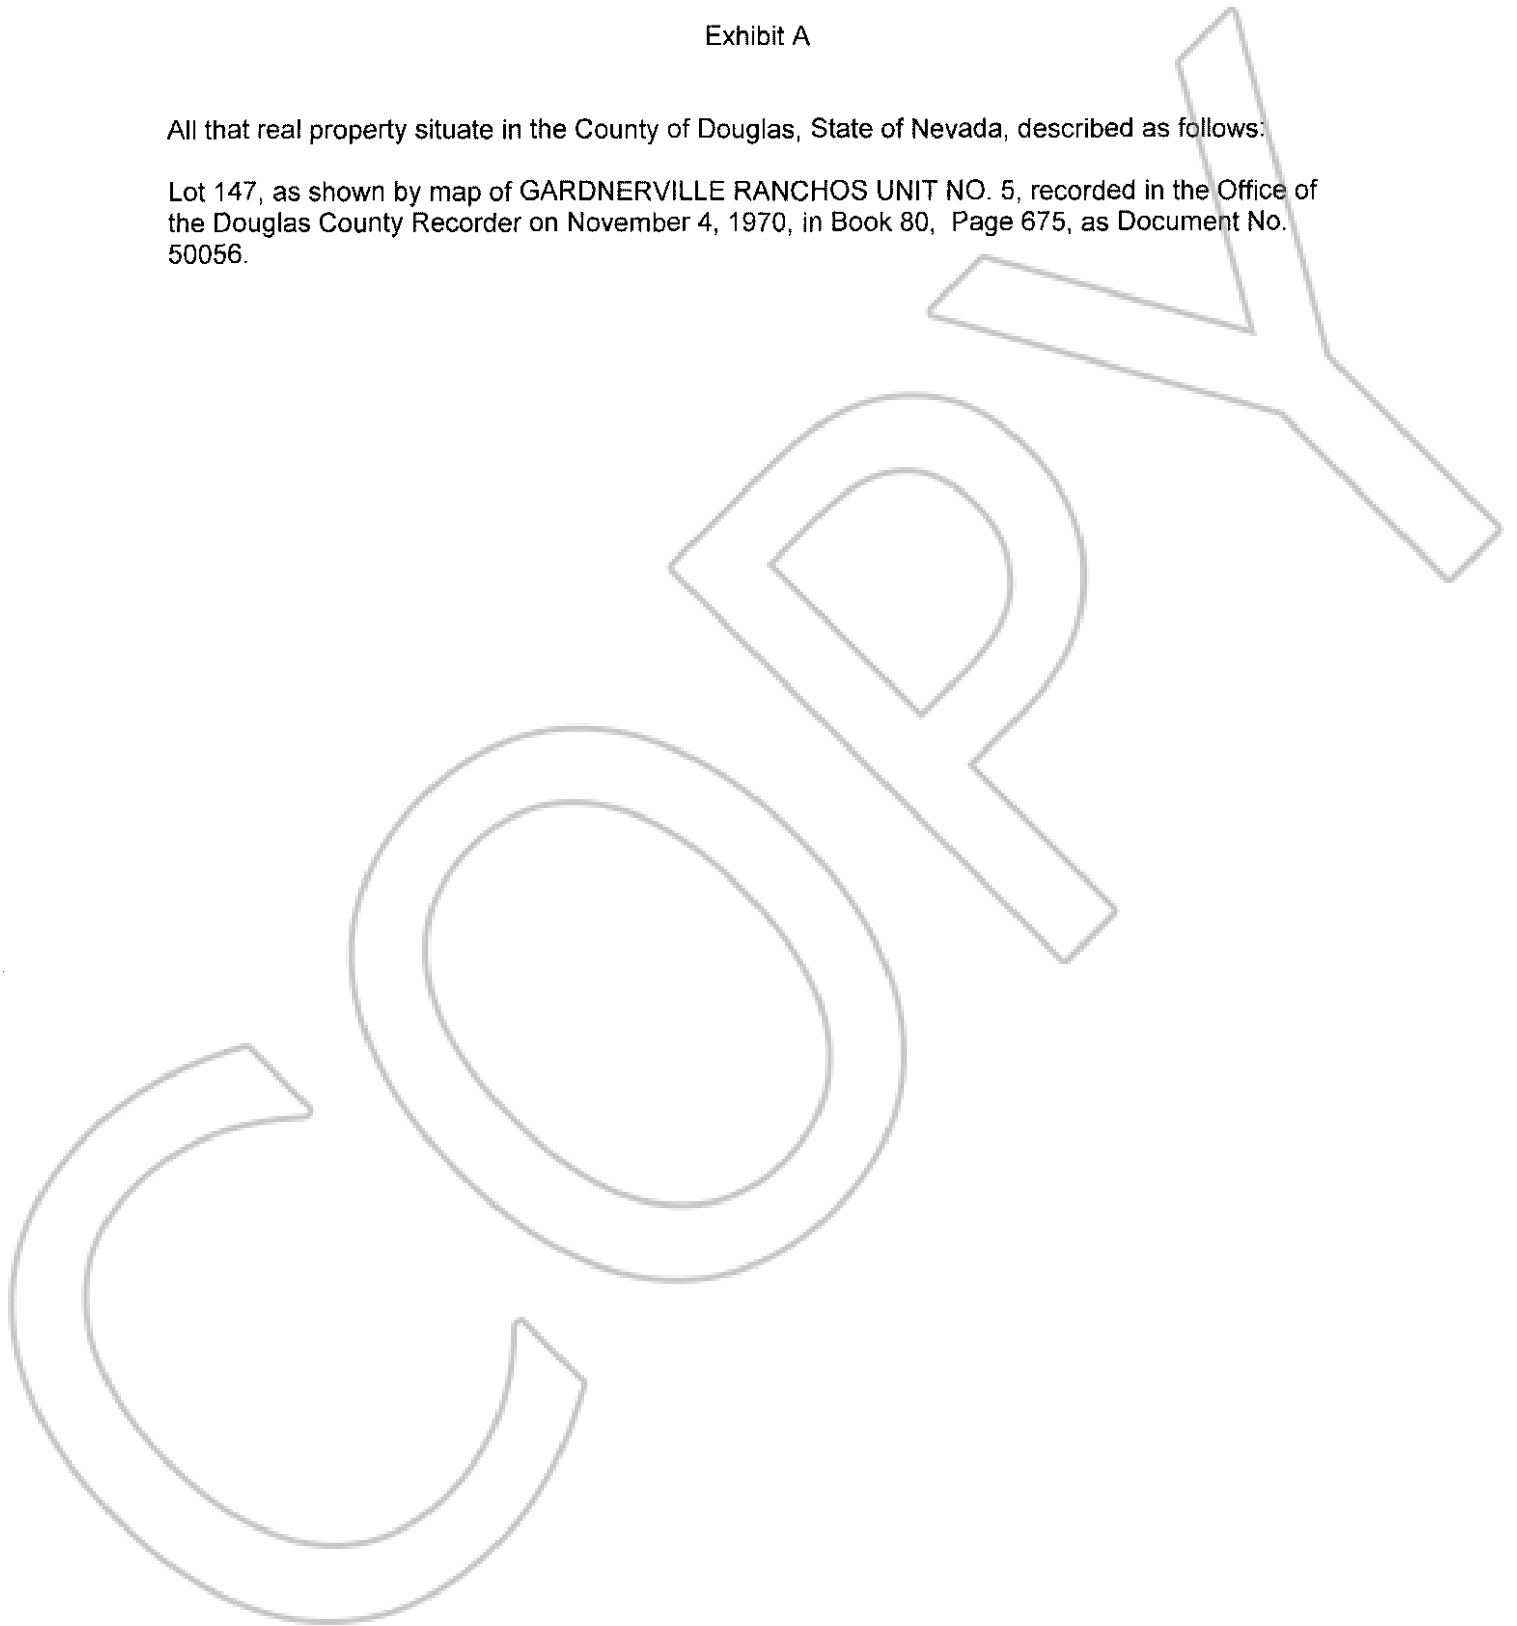 Exhibit A
All that real property situate in the County of Douglas, State of Nevada, described as follows:
Lot 147, as shown by map of GARDNERVILLE RANCHOS UNIT NO. 5, recorded in the Office of
the Douglas County Recorder on November 4, 1970, in Book 80,  Page 675, as Document No.
50056.
COPY